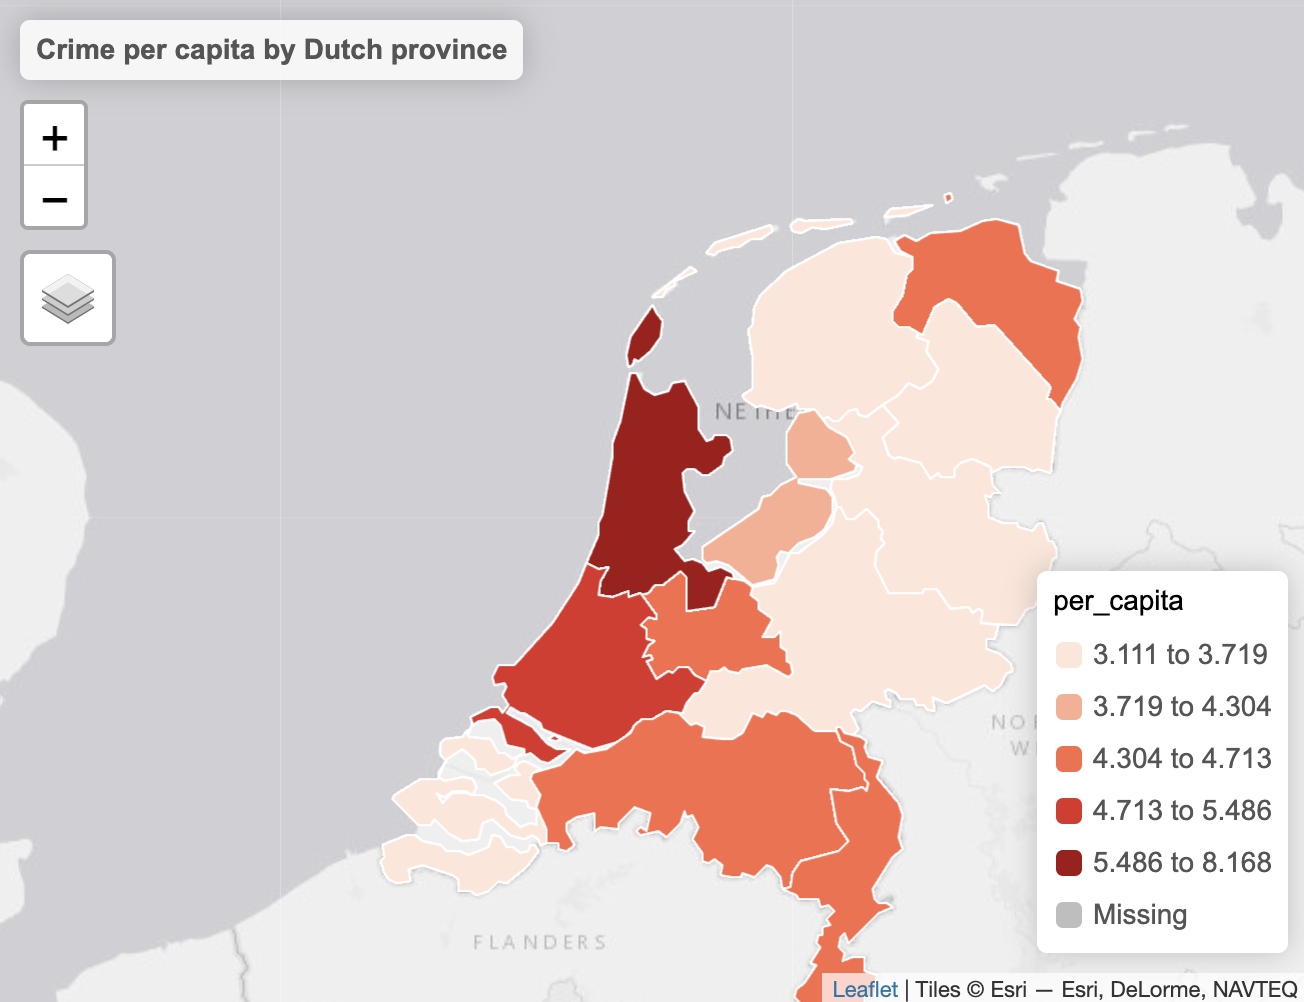 Crime per capita by Dutch province
+
−
NETHE
per_capita
3.111 to 3.719
3.719 to 4.304
4.304 to 4.713
4.713 to 5.486
5.486 to 8.168
Missing
NO
W
FLANDERS
Leaflet | Tiles © Esri — Esri, DeLorme, NAVTEQ